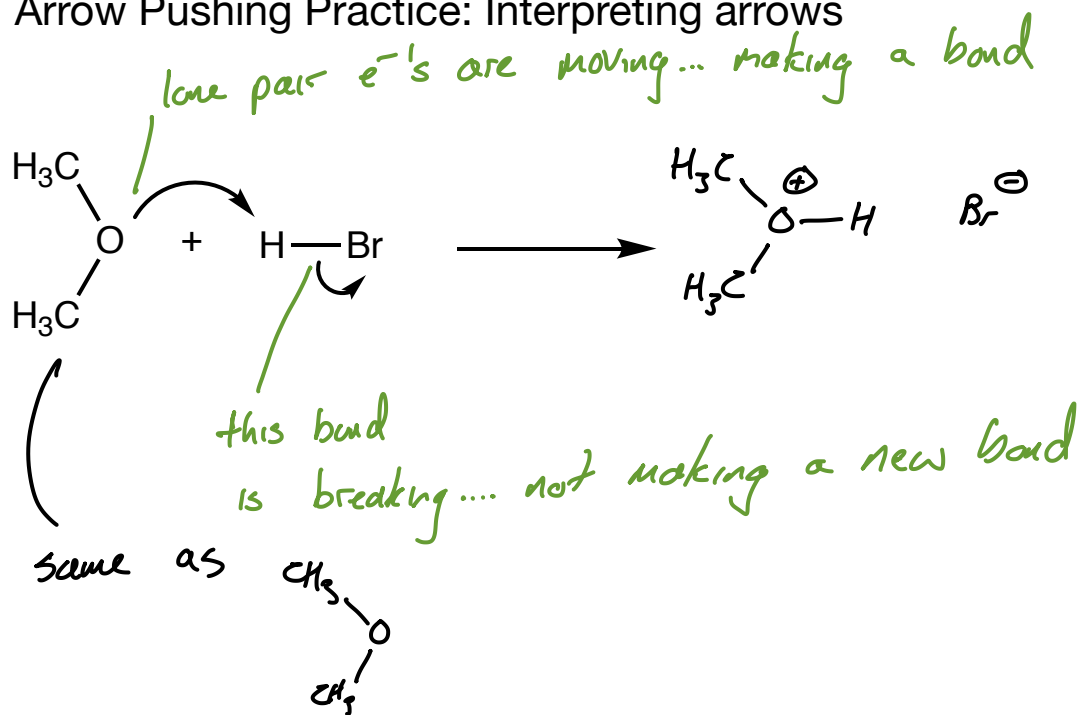 Arrow Pushing Practice: Interpreting arrows
lone pair e⁻'s are moving... making a bond
H₃C
O + H—Br
H₃C
H₃C ⊕
O—H Br⊖
H₃C
this bond
is breaking.... not making a new bond
same as CH₃
O
CH₃